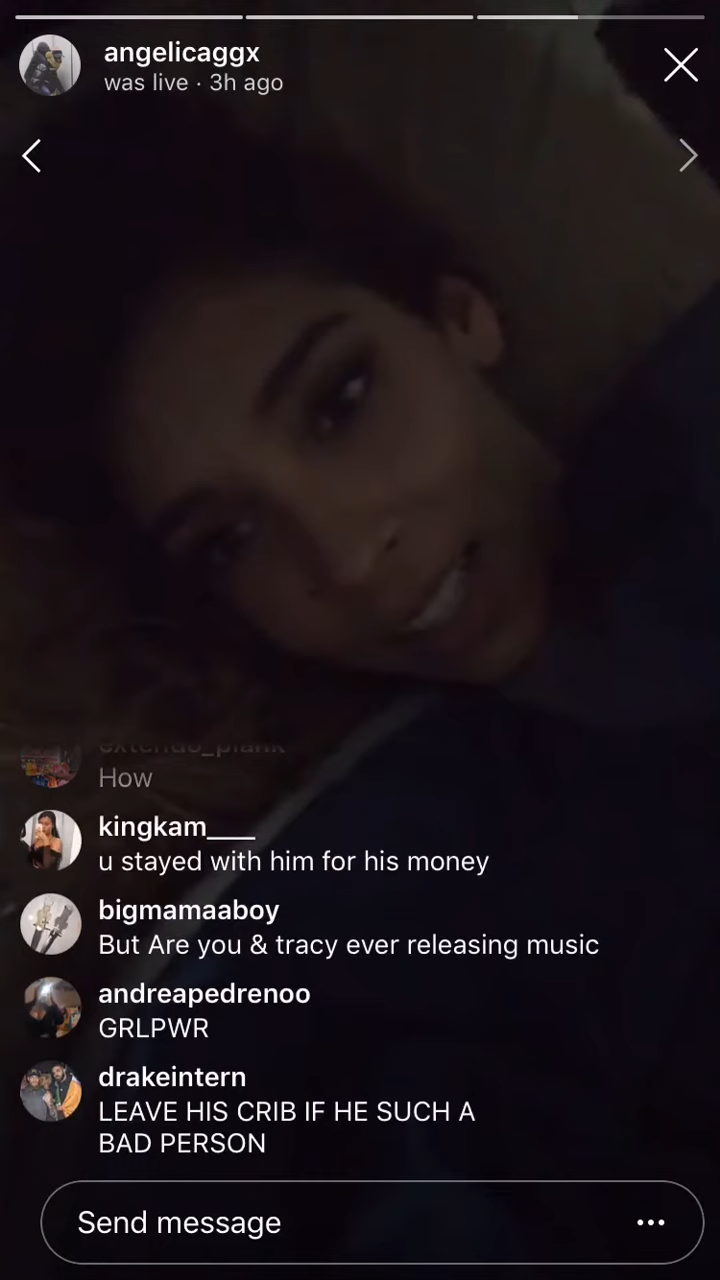 angelicaggx
was live · 3h ago
How
kingkam____
u stayed with him for his money
bigmamaaboy
But Are you & tracy ever releasing music
andreapedrenoo
GRLPWR
drakeintern
LEAVE HIS CRIB IF HE SUCH A
BAD PERSON
Send message